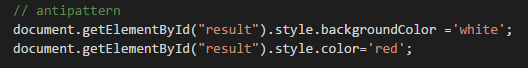 // antipattern
document.getElementById("result").style.backgroundColor ='white';
document.getElementById("result").style.color='red';